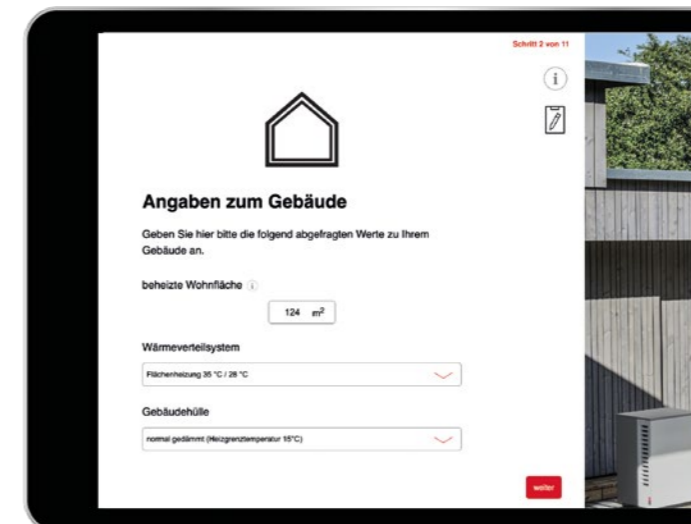 Schritt 2 von 11
i
Angaben zum Gebäude
Geben Sie hier bitte die folgend abgefragten Werte zu Ihrem
Gebäude an.
beheizte Wohnfläche i
124 m²
Wärmeverteilsystem
Flächenheizung 35 °C / 28 °C
Gebäudehülle
normal gedämmt (Heizgrenztemperatur 15°C)
weiter